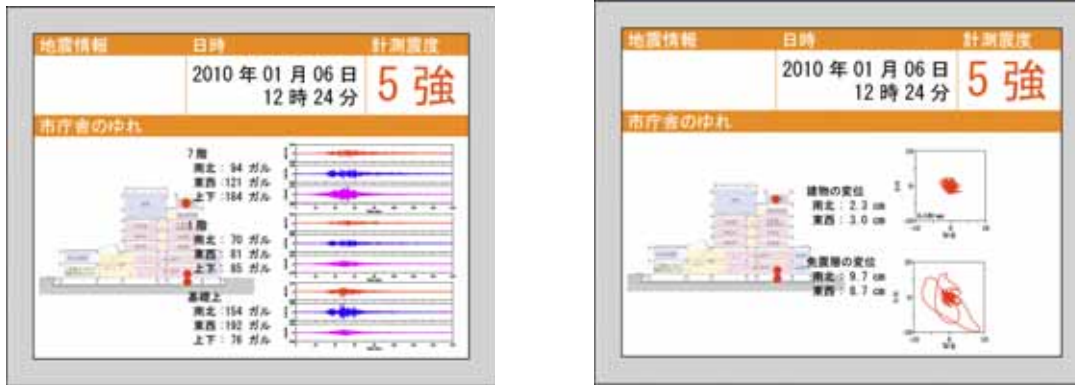 地震情報
日時
計測震度
2010 年 01 月 06 日
12 時 24 分
5 強
市庁舎のゆれ
7 階
南北 : 94 ガル
東西 :121 ガル
上下 :184 ガル
1 階
南北 : 70 ガル
東西 : 81 ガル
上下 : 85 ガル
基礎上
南北 :154 ガル
東西 :192 ガル
上下 : 76 ガル
地震情報
日時
計測震度
2010 年 01 月 06 日
12 時 24 分
5 強
市庁舎のゆれ
建物の変位
南北 : 2.3 cm
東西 : 3.0 cm
免震層の変位
南北 : 9.7 cm
東西 : 8.7 cm